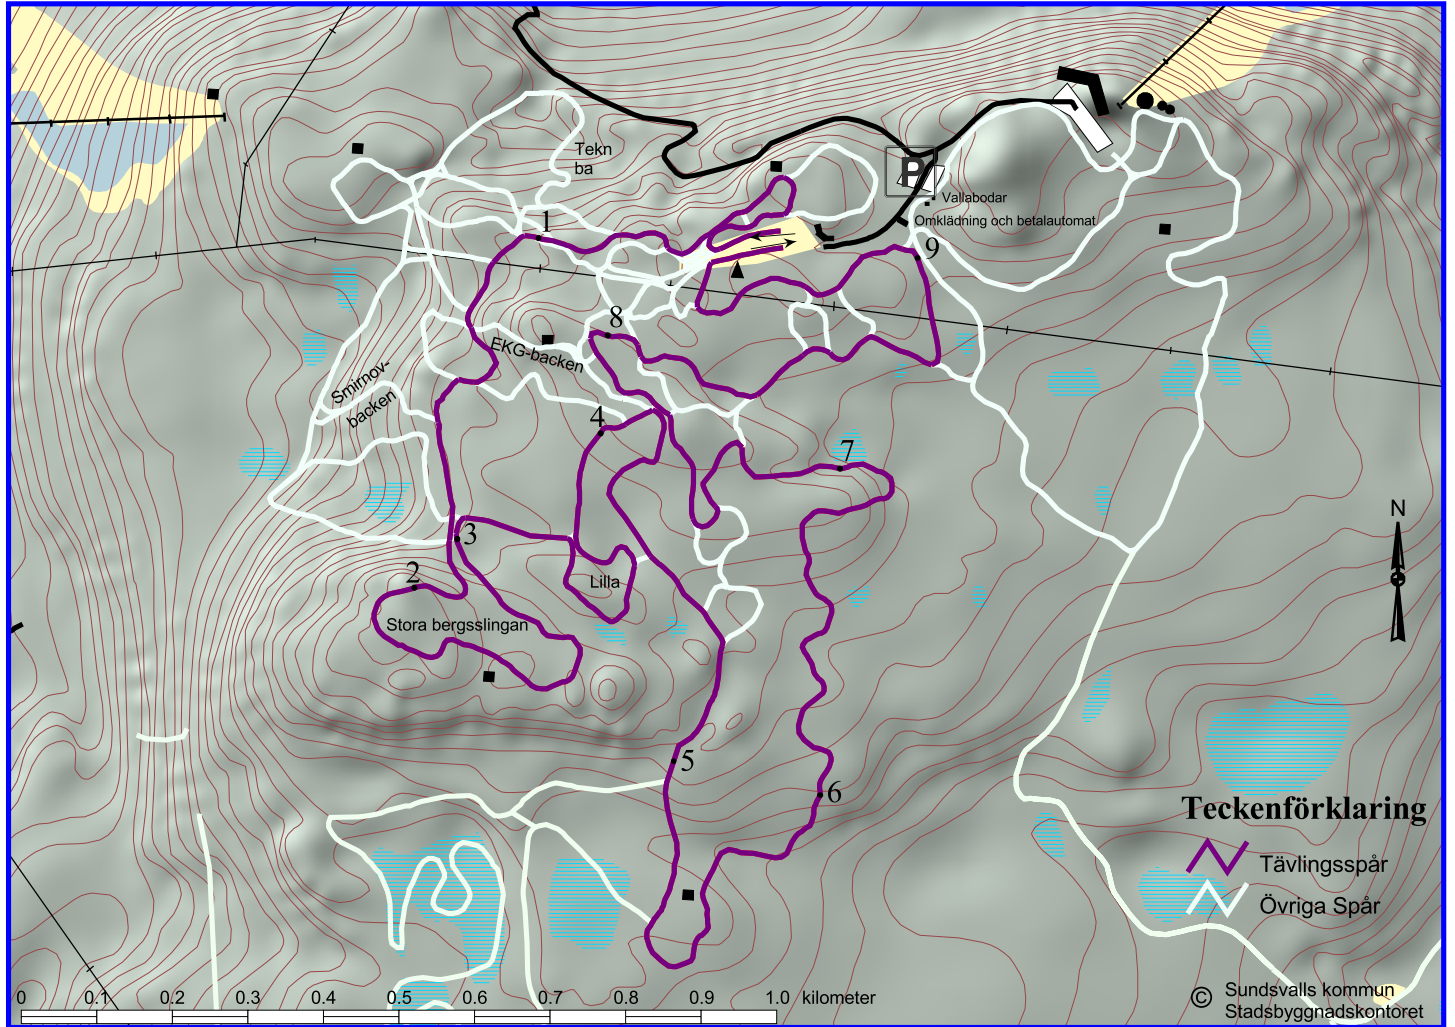 Tekn
ba
P
Vallabodar
Omklädning och betalautomat
1
9
8
EKG-backen
Smirnov-
backen
4
7
3
2
Lilla
Stora bergsslingan
N
5
6
Teckenförklaring
Tävlingsspår
Övriga Spår
0 0.1 0.2 0.3 0.4 0.5 0.6 0.7 0.8 0.9 1.0 kilometer
© Sundsvalls kommun
Stadsbyggnadskontoret